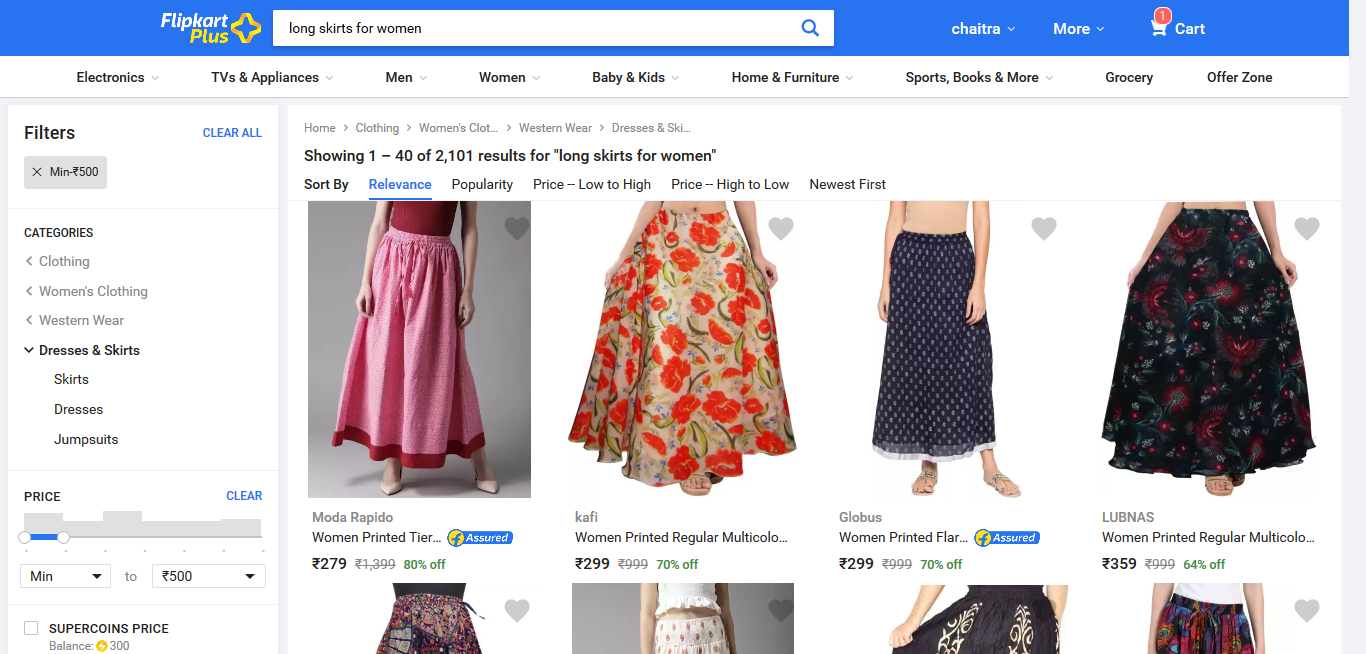 Flipkart
Plus
long skirts for women
chaitra
More
1
Cart
Electronics
TVs & Appliances
Men
Women
Baby & Kids
Home & Furniture
Sports, Books & More
Grocery
Offer Zone
Filters
CLEAR ALL
Min-₹500
CATEGORIES
Clothing
Women's Clothing
Western Wear
Dresses & Skirts
Skirts
Dresses
Jumpsuits
PRICE
CLEAR
Min
to
₹500
SUPERCOINS PRICE
Balance: 300
Home > Clothing > Women's Clot... > Western Wear > Dresses & Ski...
Showing 1 – 40 of 2,101 results for "long skirts for women"
Sort By Relevance Popularity Price -- Low to High Price -- High to Low Newest First
Moda Rapido
Women Printed Tier... Assured
₹279 ₹1,399 80% off
kafi
Women Printed Regular Multicolo...
₹299 ₹999 70% off
Globus
Women Printed Flar... Assured
₹299 ₹999 70% off
LUBNAS
Women Printed Regular Multicolo...
₹359 ₹999 64% off